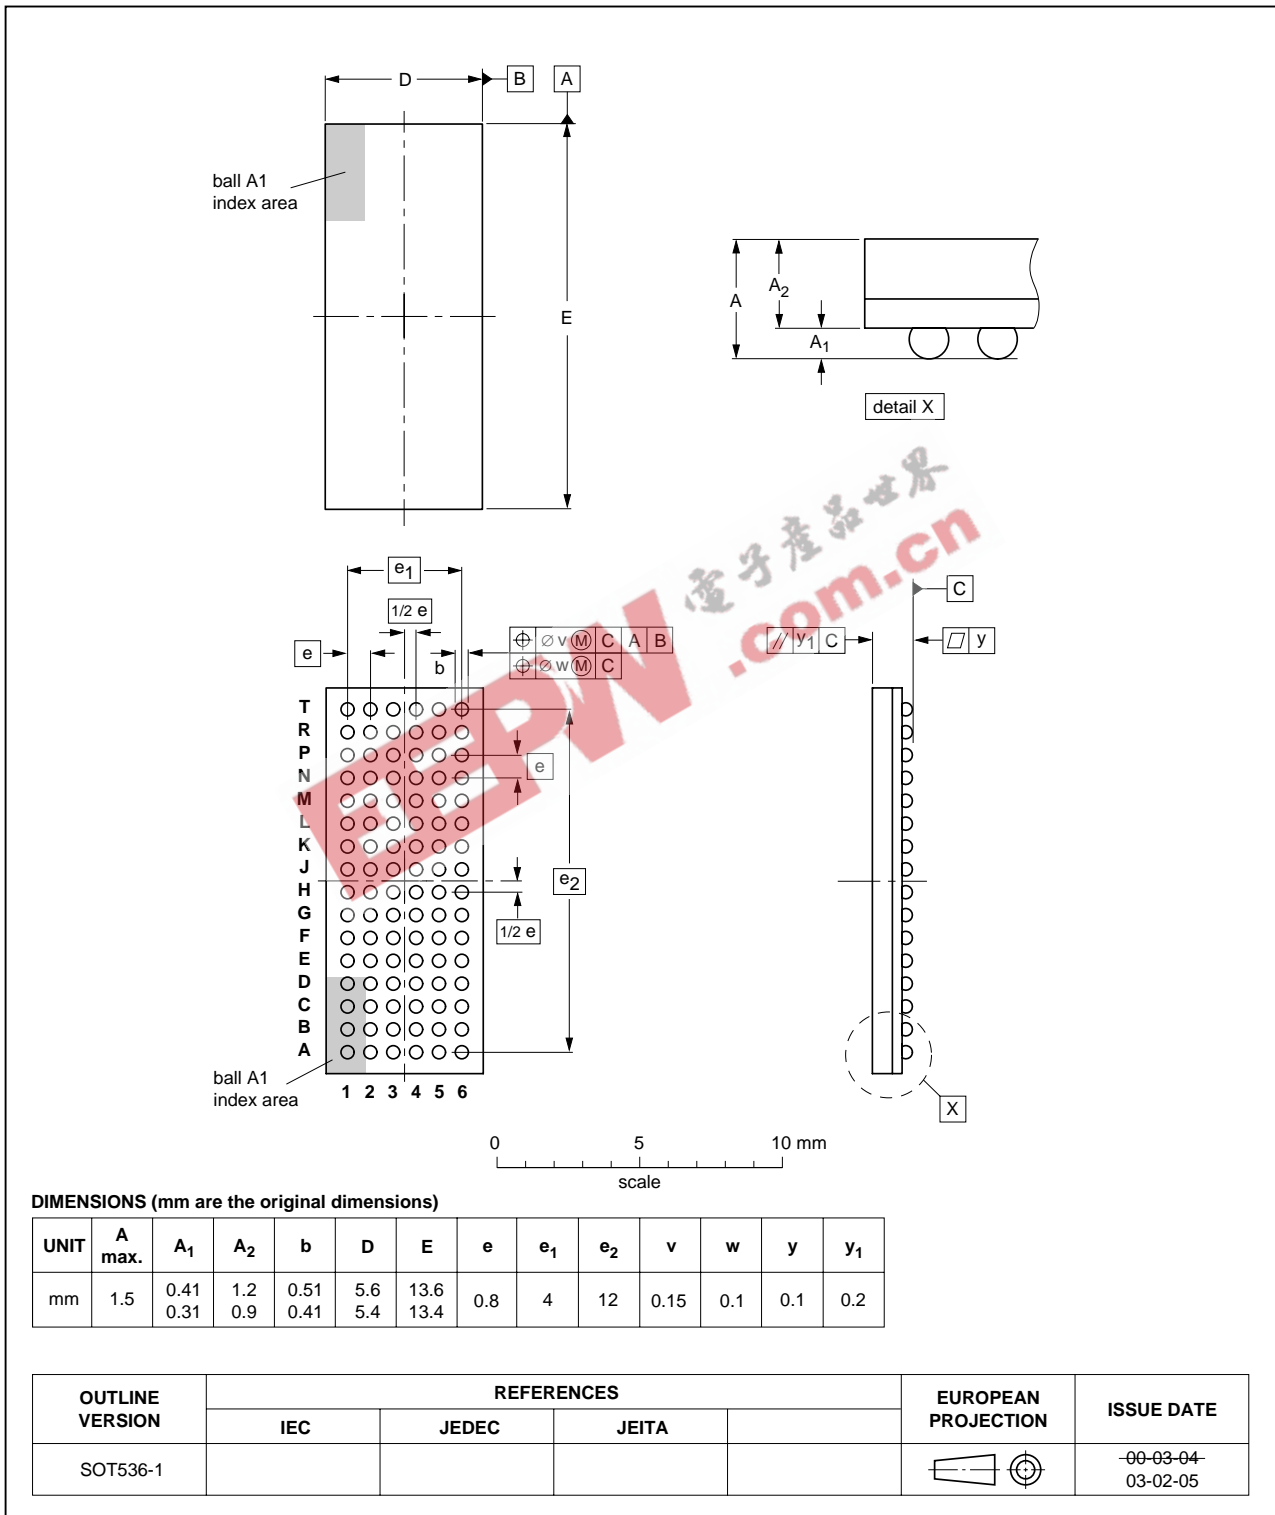 D
B
A
ball A1
index area
E
A
A2
A1
detail X
電子產品世界
EEPW.com.cn
e1
1/2 e
e
b
⌀ v M C A B
⌀ w M C
// y1 C
C
y
T
R
P
N
M
L
K
J
H
G
F
E
D
C
B
A
e
e2
1/2 e
ball A1
index area
1 2 3 4 5 6
X
0 5 10 mm
scale
DIMENSIONS (mm are the original dimensions)
UNIT A max. A1 A2 b D E e e1 e2 v w y y1
mm 1.5 0.41 0.31 1.2 0.9 0.51 0.41 5.6 5.4 13.6 13.4 0.8 4 12 0.15 0.1 0.1 0.2
OUTLINE VERSION REFERENCES EUROPEAN PROJECTION ISSUE DATE
IEC JEDEC JEITA
SOT536-1 00-03-04
03-02-05